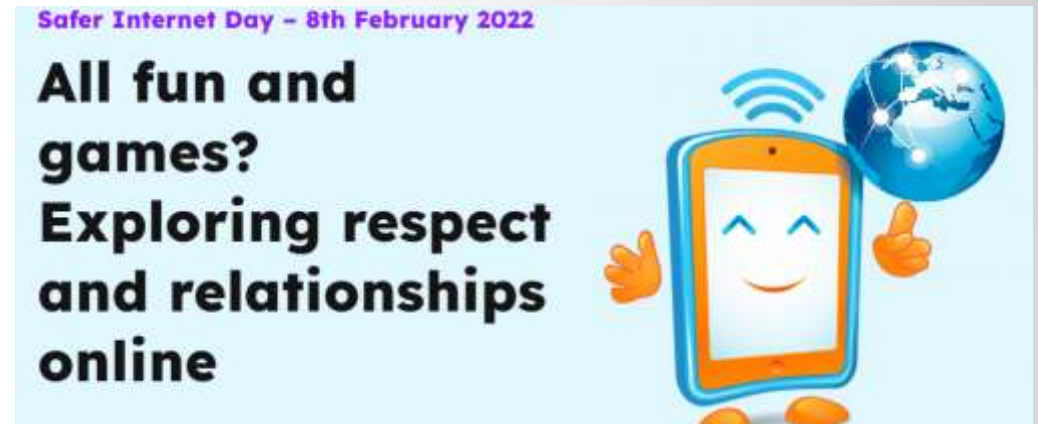 Safer Internet Day – 8th February 2022
All fun and
games?
Exploring respect
and relationships
online